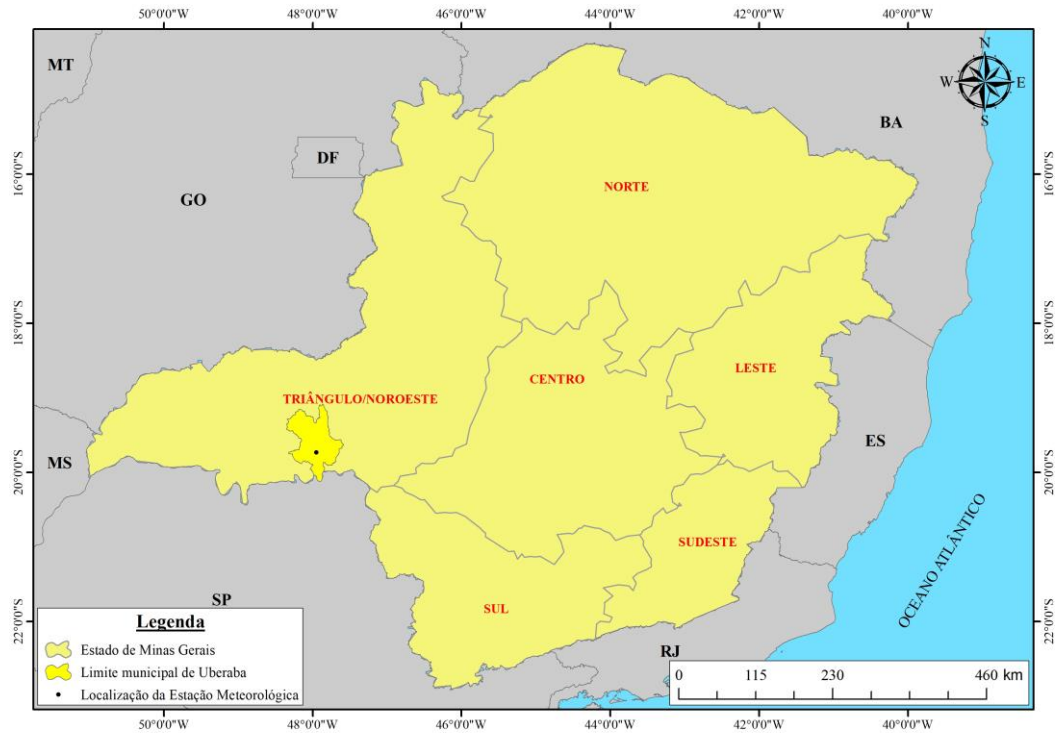 50°0'0"W 48°0'0"W 46°0'0"W 44°0'0"W 42°0'0"W 40°0'0"W
N
W E
S
MT
BA
DF
16°0'0"S 16°0'0"S
NORTE
GO
18°0'0"S 18°0'0"S
LESTE
CENTRO
TRIÂNGULO/NOROESTE
ES
MS
20°0'0"S 20°0'0"S
SUDESTE
OCEANO ATLÂNTICO
SP
SUL
22°0'0"S 22°0'0"S
RJ
Legenda
Estado de Minas Gerais
Limite municipal de Uberaba
Localização da Estação Meteorológica
0 115 230 460 km
50°0'0"W 48°0'0"W 46°0'0"W 44°0'0"W 42°0'0"W 40°0'0"W